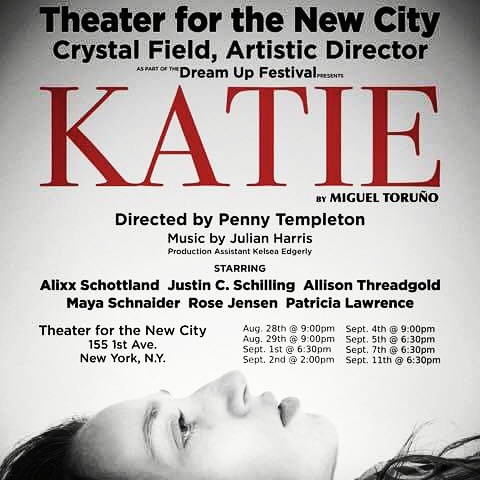 Theater for the New City
Crystal Field, Artistic Director
AS PART OF THE Dream Up Festival PRESENTS
KATIE
BY MIGUEL TORUÑO
Directed by Penny Templeton
Music by Julian Harris
Production Assistant Kelsea Edgerly
STARRING
Alixx Schottland Justin C. Schilling Allison Threadgold
Maya Schnaider Rose Jensen Patricia Lawrence
Theater for the New City
155 1st Ave.
New York, N.Y.
Aug. 28th @ 9:00pm
Aug. 29th @ 9:00pm
Sept. 1st @ 6:30pm
Sept. 2nd @ 2:00pm
Sept. 4th @ 9:00pm
Sept. 5th @ 6:30pm
Sept. 7th @ 6:30pm
Sept. 11th @ 6:30pm